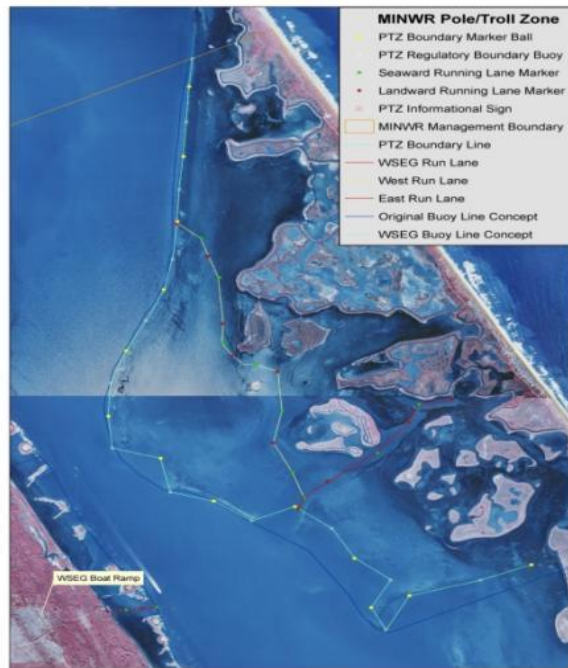 MINWR Pole/Troll Zone
PTZ Boundary Marker Ball
PTZ Regulatory Boundary Buoy
Seaward Running Lane Marker
Landward Running Lane Marker
PTZ Informational Sign
MINWR Management Boundary
PTZ Boundary Line
WSEG Run Lane
West Run Lane
East Run Lane
Original Buoy Line Concept
WSEG Buoy Line Concept
WSEG Boat Ramp